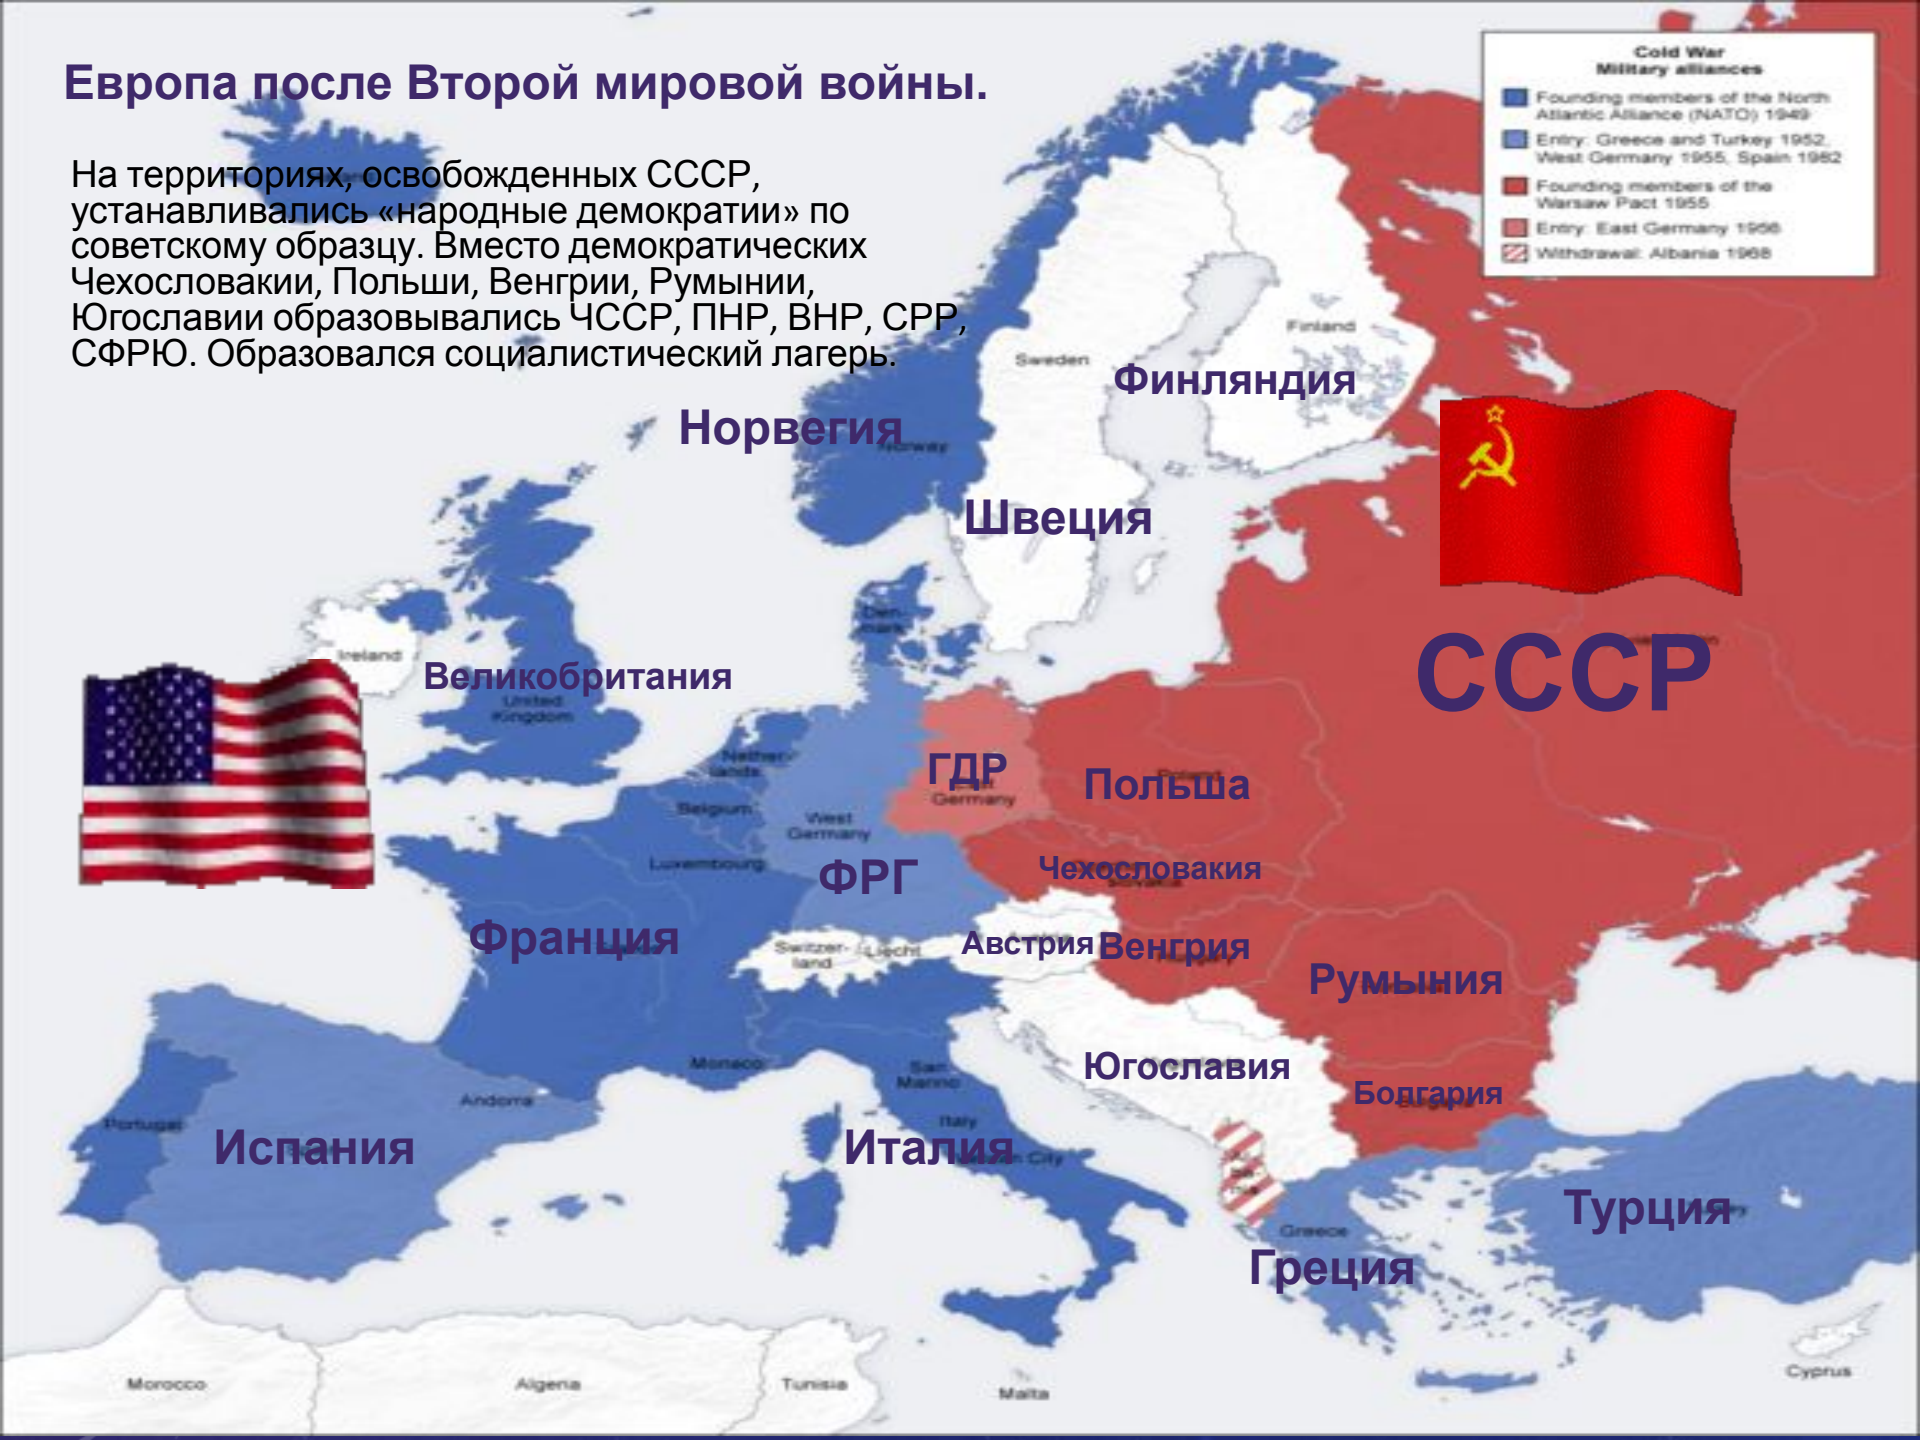 Европа после Второй мировой войны.
На территориях, освобожденных СССР,
устанавливались «народные демократии» по
советскому образцу. Вместо демократических
Чехословакии, Польши, Венгрии, Румынии,
Югославии образовывались ЧССР, ПНР, ВНР, СРР,
СФРЮ. Образовался социалистический лагерь.
Cold War
Military alliances
Founding members of the North
Atlantic Alliance (NATO) 1949
Entry: Greece and Turkey 1952,
West Germany 1955, Spain 1982
Founding members of the
Warsaw Pact 1955
Entry: East Germany 1956
Withdrawal: Albania 1968
Finland
Sweden
Финляндия
Норвегия
Norway
Швеция
Den-
mark
СССР
Ireland
Великобритания
United
Kingdom
Nether-
lands
ГДР
Germany
Польша
Poland
Belgium
West
Germany
Luxembourg
ФРГ
Чехословакия
Франция
Switzer-
land
Liecht
Австрия
Венгрия
Румыния
Monaco
San
Marino
Югославия
Andorra
Болгария
Portugal
Испания
Italy
Италия
City
Турция
Greece
Греция
Morocco
Algeria
Tunisia
Malta
Cyprus